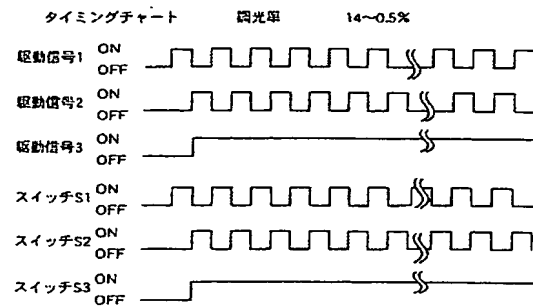 タイミングチャート 調光率 14～0.5%
駆動信号1 ON
OFF
駆動信号2 ON
OFF
駆動信号3 ON
OFF
スイッチS1 ON
OFF
スイッチS2 ON
OFF
スイッチS3 ON
OFF